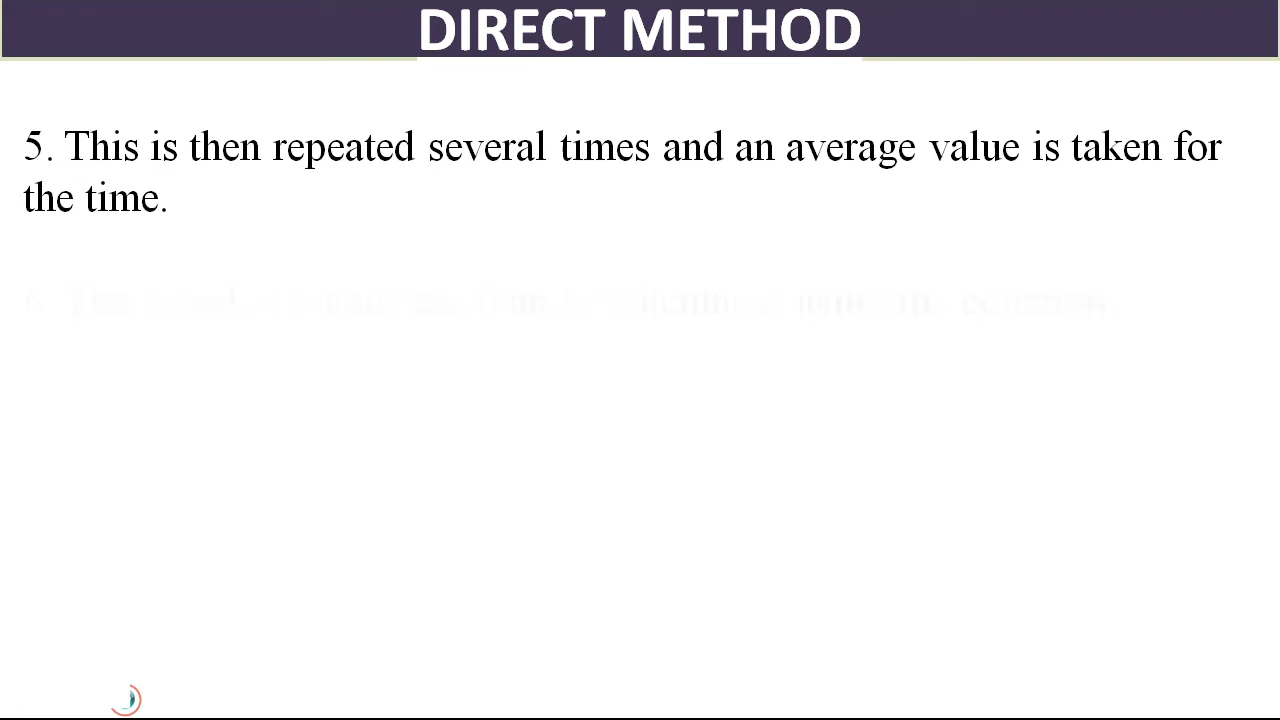 DIRECT METHOD
5. This is then repeated several times and an average value is taken for
the time.